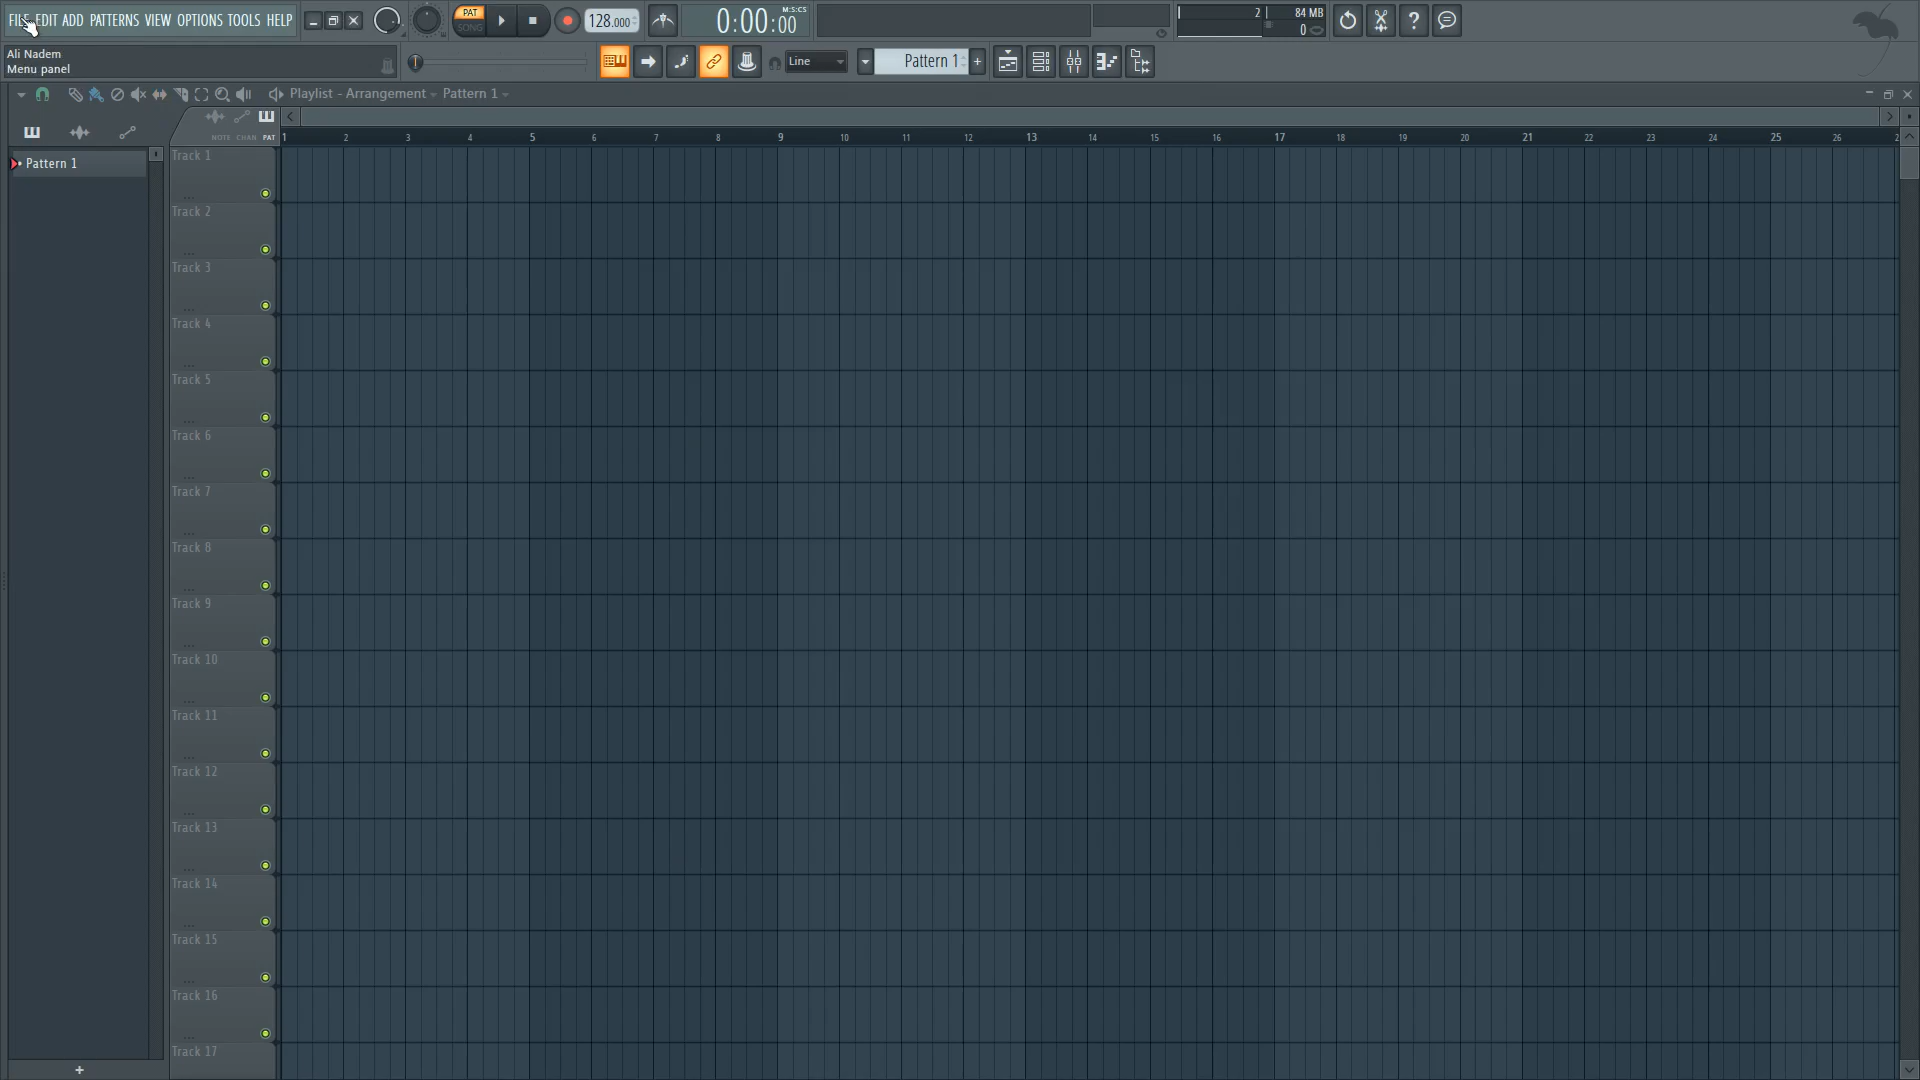 FILE EDIT ADD PATTERNS VIEW OPTIONS TOOLS HELP
PAT
SONG
128.000
0:00:00
M:S:CS
2
84 MB
0
Ali Nadem
Menu panel
Line
Pattern 1
+
Playlist - Arrangement
Pattern 1
NOTE CHAN PAT
1 2 3 4 5 6 7 8 9 10 11 12 13 14 15 16 17 18 19 20 21 22 23 24 25 26
Pattern 1
Track 1
Track 2
Track 3
Track 4
Track 5
Track 6
Track 7
Track 8
Track 9
Track 10
Track 11
Track 12
Track 13
Track 14
Track 15
Track 16
Track 17
+